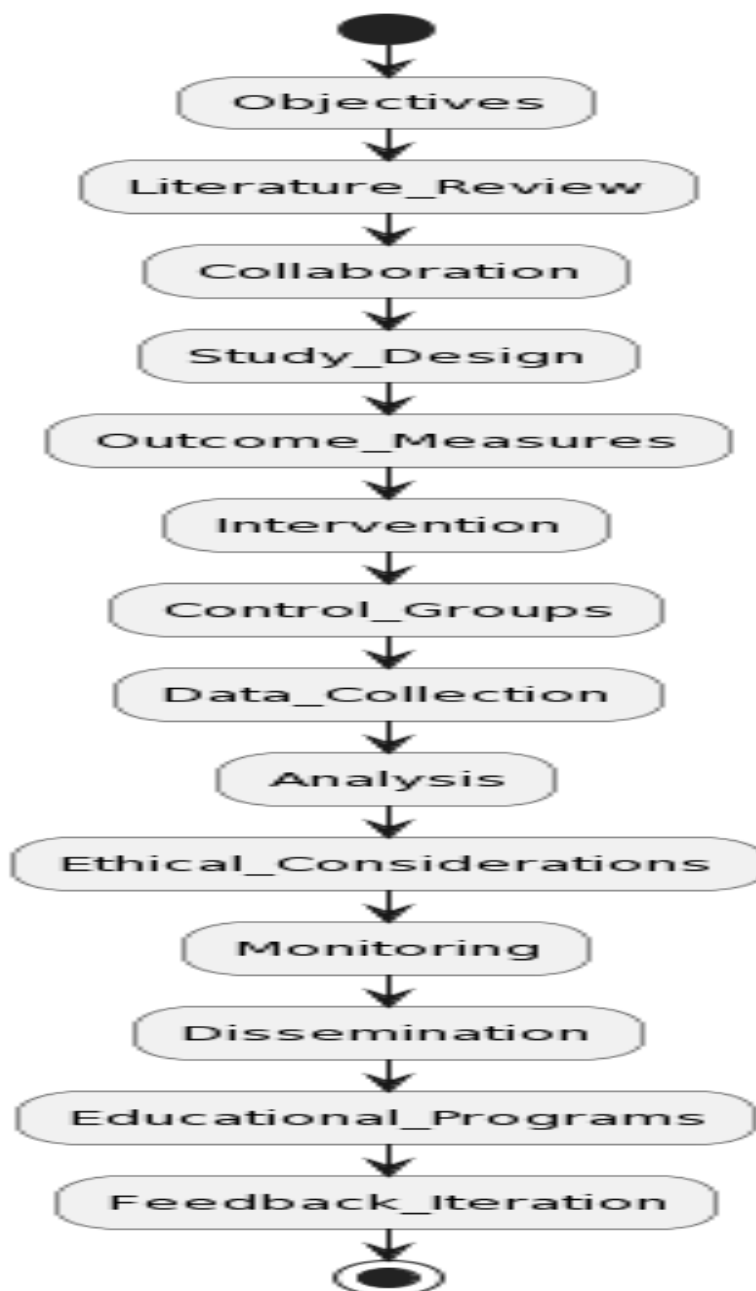 Objectives
Literature_Review
Collaboration
Study_Design
Outcome_Measures
Intervention
Control_Groups
Data_Collection
Analysis
Ethical_Considerations
Monitoring
Dissemination
Educational_Programs
Feedback_Iteration